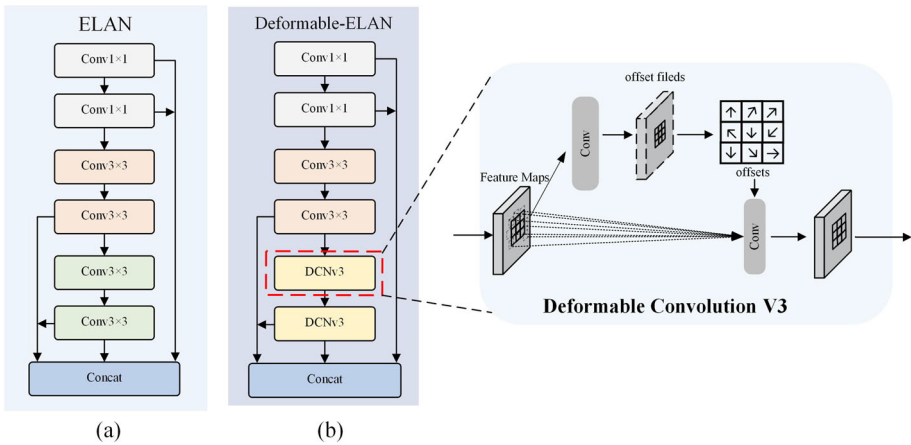 ELAN
Conv1×1
Conv1×1
Conv3×3
Conv3×3
Conv3×3
Conv3×3
Concat
(a)
Deformable-ELAN
Conv1×1
Conv1×1
Conv3×3
Conv3×3
DCNv3
DCNv3
Concat
(b)
offset fileds
Conv
offsets
Feature Maps
Conv
Deformable Convolution V3